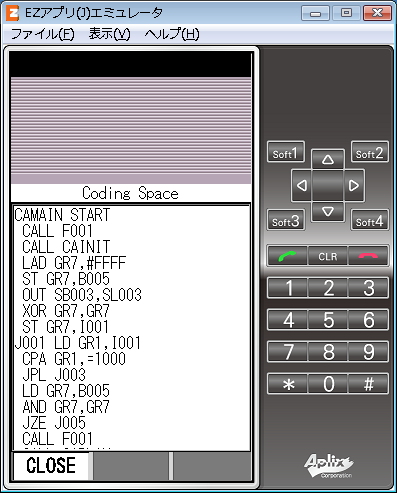 EZアプリ(J)エミュレータ
ファイル(F) 表示(V) ヘルプ(H)
Coding Space
CAMAIN START
CALL F001
CALL CAINIT
LAD GR7,#FFFF
ST GR7,B005
OUT SB003,SL003
XOR GR7,GR7
ST GR7,I001
J001 LD GR1,I001
CPA GR1,=1000
JPL J003
LD GR7,B005
AND GR7,GR7
JZE J005
CALL F001
CLOSE
Soft1 Soft2
Soft3 Soft4
CLR
1 2 3
4 5 6
7 8 9
* 0 #
Aplix
Corporation